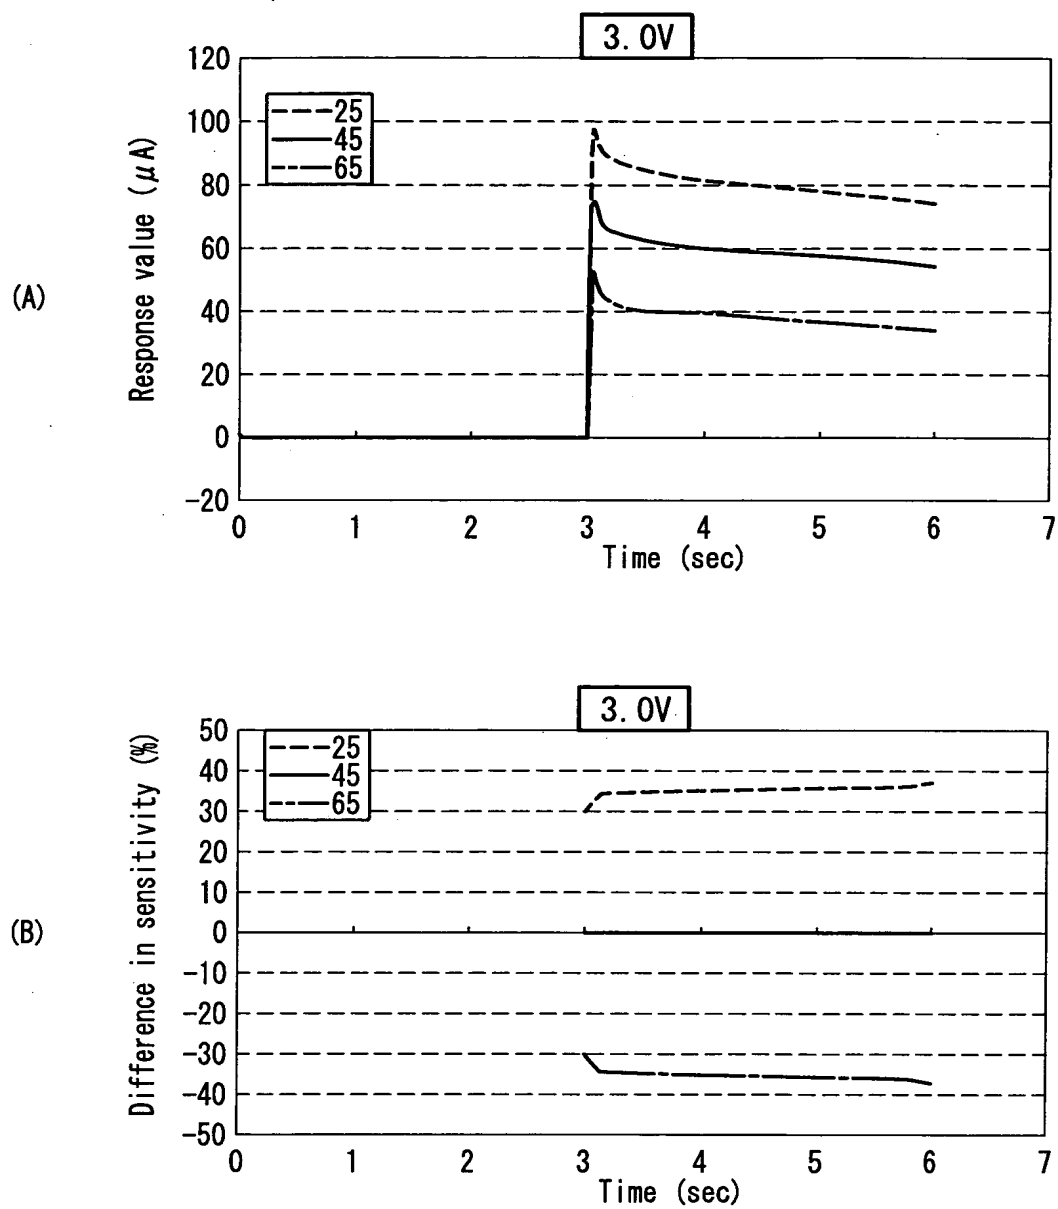 3.0V
120
100
80
60
40
20
0
-20
25
45
65
Response value (μA)
(A)
0 1 2 3 4 5 6 7
Time (sec)
3.0V
50
40
30
20
10
0
-10
-20
-30
-40
-50
25
45
65
Difference in sensitivity (%)
(B)
0 1 2 3 4 5 6 7
Time (sec)